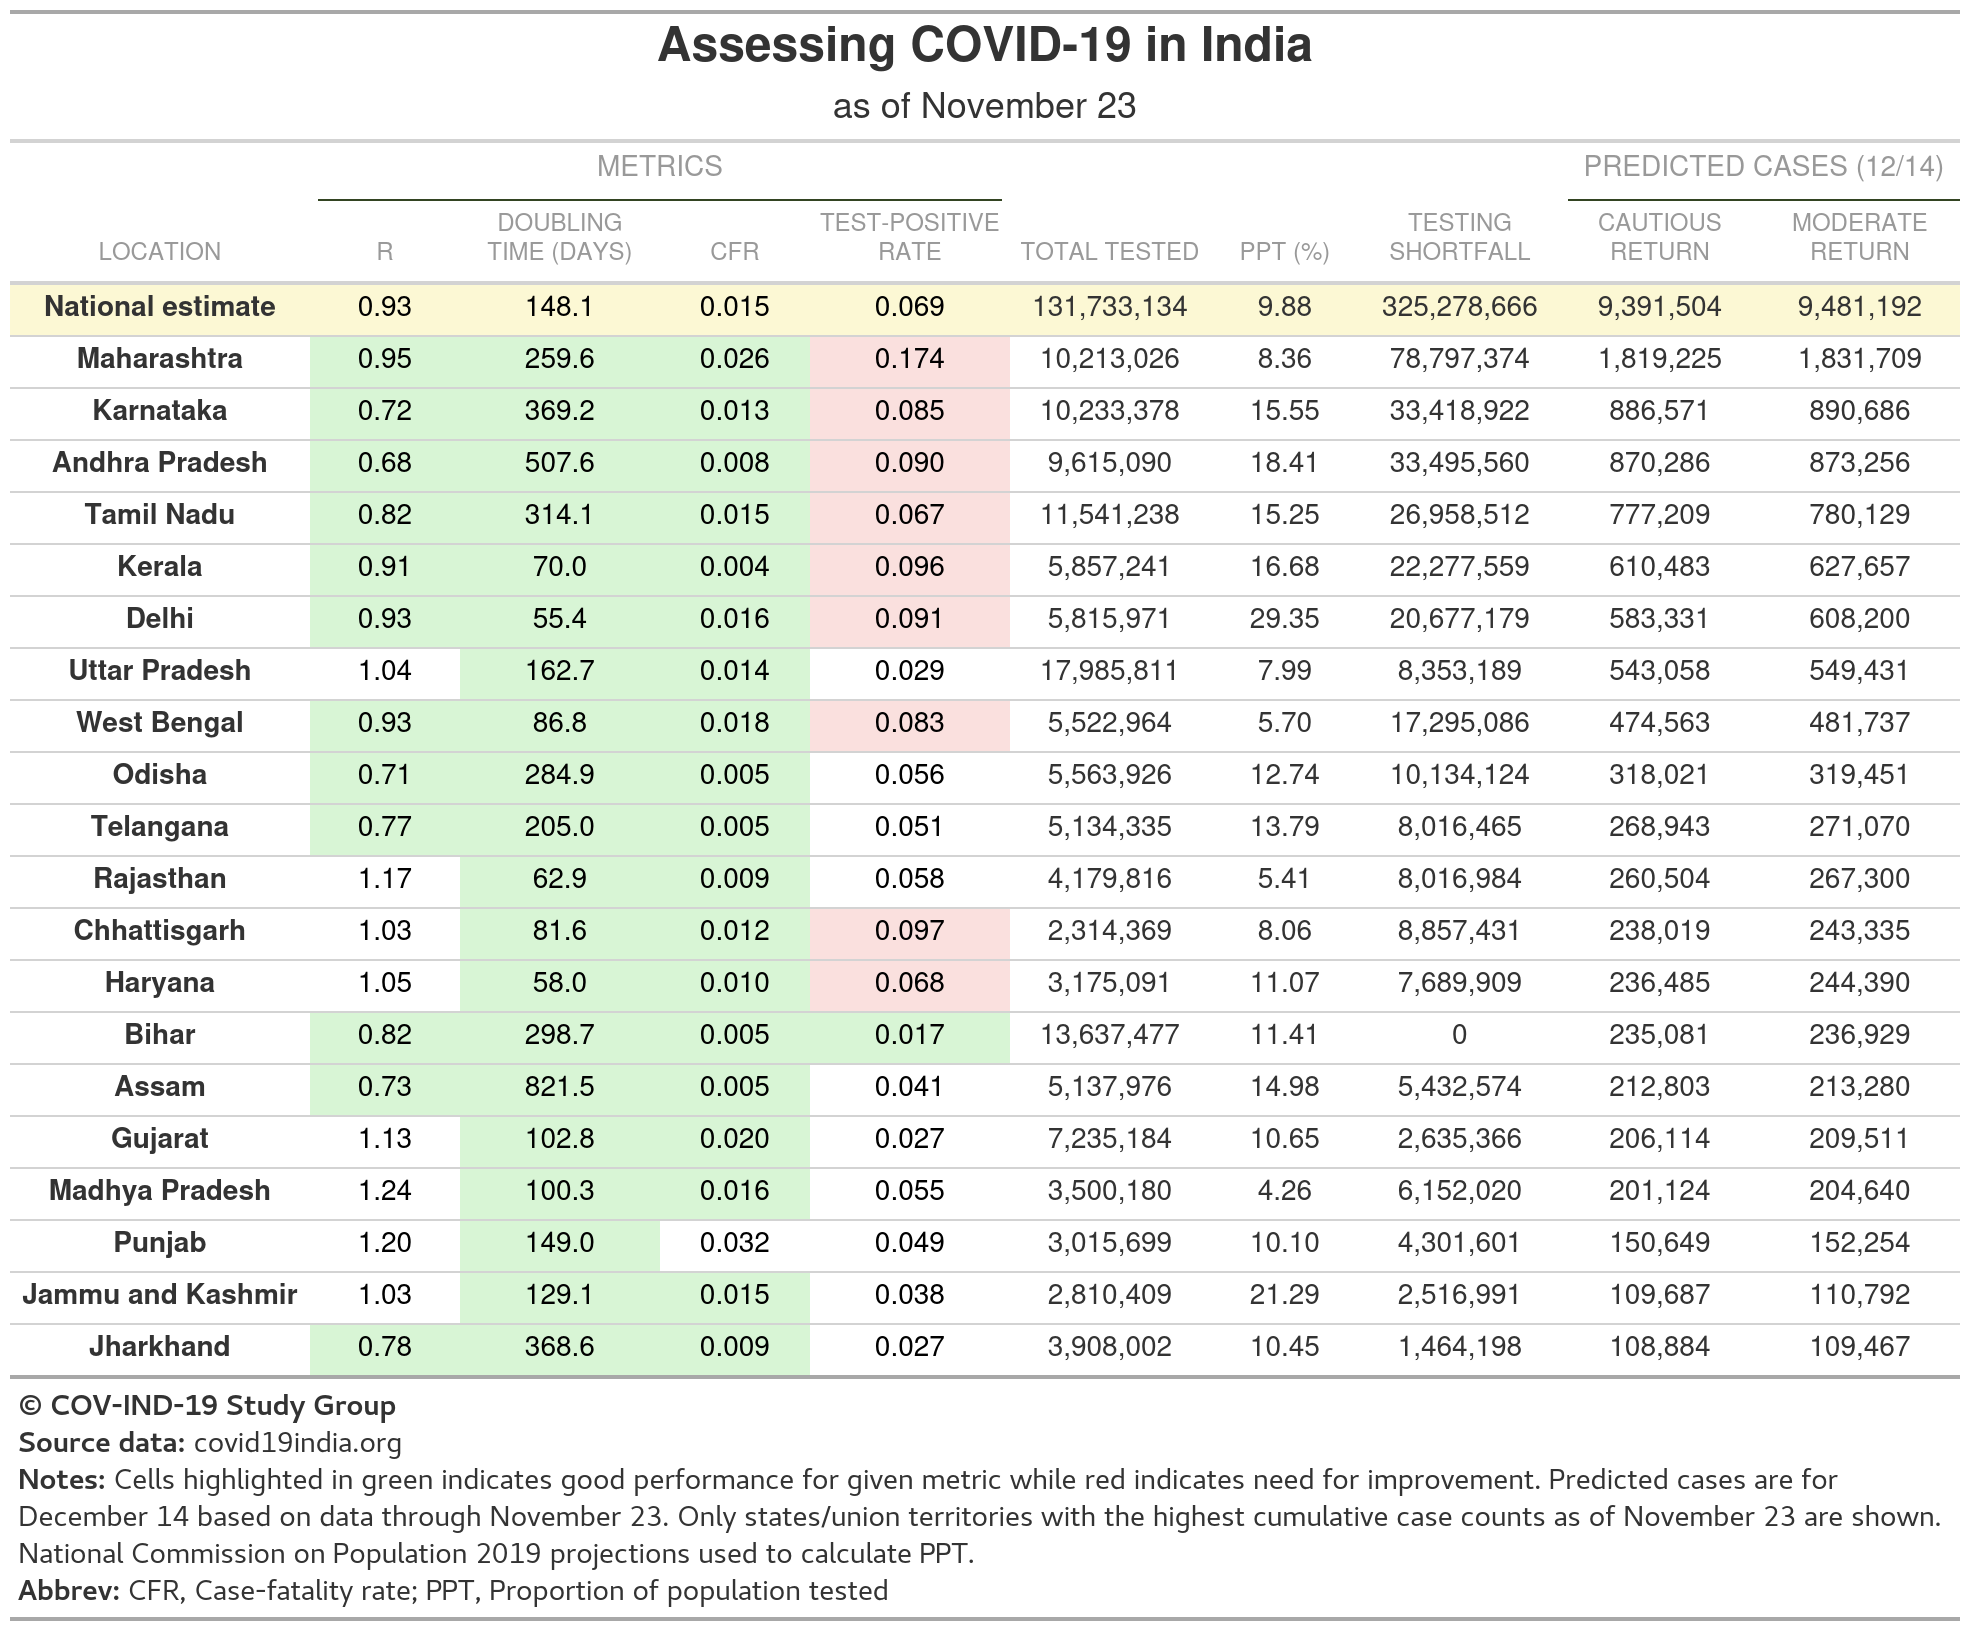 Assessing COVID-19 in India
as of November 23
METRICS PREDICTED CASES (12/14)
LOCATION R DOUBLING TIME (DAYS) CFR TEST-POSITIVE RATE TOTAL TESTED PPT (%) TESTING SHORTFALL CAUTIOUS RETURN MODERATE RETURN
National estimate 0.93 148.1 0.015 0.069 131,733,134 9.88 325,278,666 9,391,504 9,481,192
Maharashtra 0.95 259.6 0.026 0.174 10,213,026 8.36 78,797,374 1,819,225 1,831,709
Karnataka 0.72 369.2 0.013 0.085 10,233,378 15.55 33,418,922 886,571 890,686
Andhra Pradesh 0.68 507.6 0.008 0.090 9,615,090 18.41 33,495,560 870,286 873,256
Tamil Nadu 0.82 314.1 0.015 0.067 11,541,238 15.25 26,958,512 777,209 780,129
Kerala 0.91 70.0 0.004 0.096 5,857,241 16.68 22,277,559 610,483 627,657
Delhi 0.93 55.4 0.016 0.091 5,815,971 29.35 20,677,179 583,331 608,200
Uttar Pradesh 1.04 162.7 0.014 0.029 17,985,811 7.99 8,353,189 543,058 549,431
West Bengal 0.93 86.8 0.018 0.083 5,522,964 5.70 17,295,086 474,563 481,737
Odisha 0.71 284.9 0.005 0.056 5,563,926 12.74 10,134,124 318,021 319,451
Telangana 0.77 205.0 0.005 0.051 5,134,335 13.79 8,016,465 268,943 271,070
Rajasthan 1.17 62.9 0.009 0.058 4,179,816 5.41 8,016,984 260,504 267,300
Chhattisgarh 1.03 81.6 0.012 0.097 2,314,369 8.06 8,857,431 238,019 243,335
Haryana 1.05 58.0 0.010 0.068 3,175,091 11.07 7,689,909 236,485 244,390
Bihar 0.82 298.7 0.005 0.017 13,637,477 11.41 0 235,081 236,929
Assam 0.73 821.5 0.005 0.041 5,137,976 14.98 5,432,574 212,803 213,280
Gujarat 1.13 102.8 0.020 0.027 7,235,184 10.65 2,635,366 206,114 209,511
Madhya Pradesh 1.24 100.3 0.016 0.055 3,500,180 4.26 6,152,020 201,124 204,640
Punjab 1.20 149.0 0.032 0.049 3,015,699 10.10 4,301,601 150,649 152,254
Jammu and Kashmir 1.03 129.1 0.015 0.038 2,810,409 21.29 2,516,991 109,687 110,792
Jharkhand 0.78 368.6 0.009 0.027 3,908,002 10.45 1,464,198 108,884 109,467
© COV-IND-19 Study Group
Source data: covid19india.org
Notes: Cells highlighted in green indicates good performance for given metric while red indicates need for improvement. Predicted cases are for
December 14 based on data through November 23. Only states/union territories with the highest cumulative case counts as of November 23 are shown.
National Commission on Population 2019 projections used to calculate PPT.
Abbrev: CFR, Case-fatality rate; PPT, Proportion of population tested